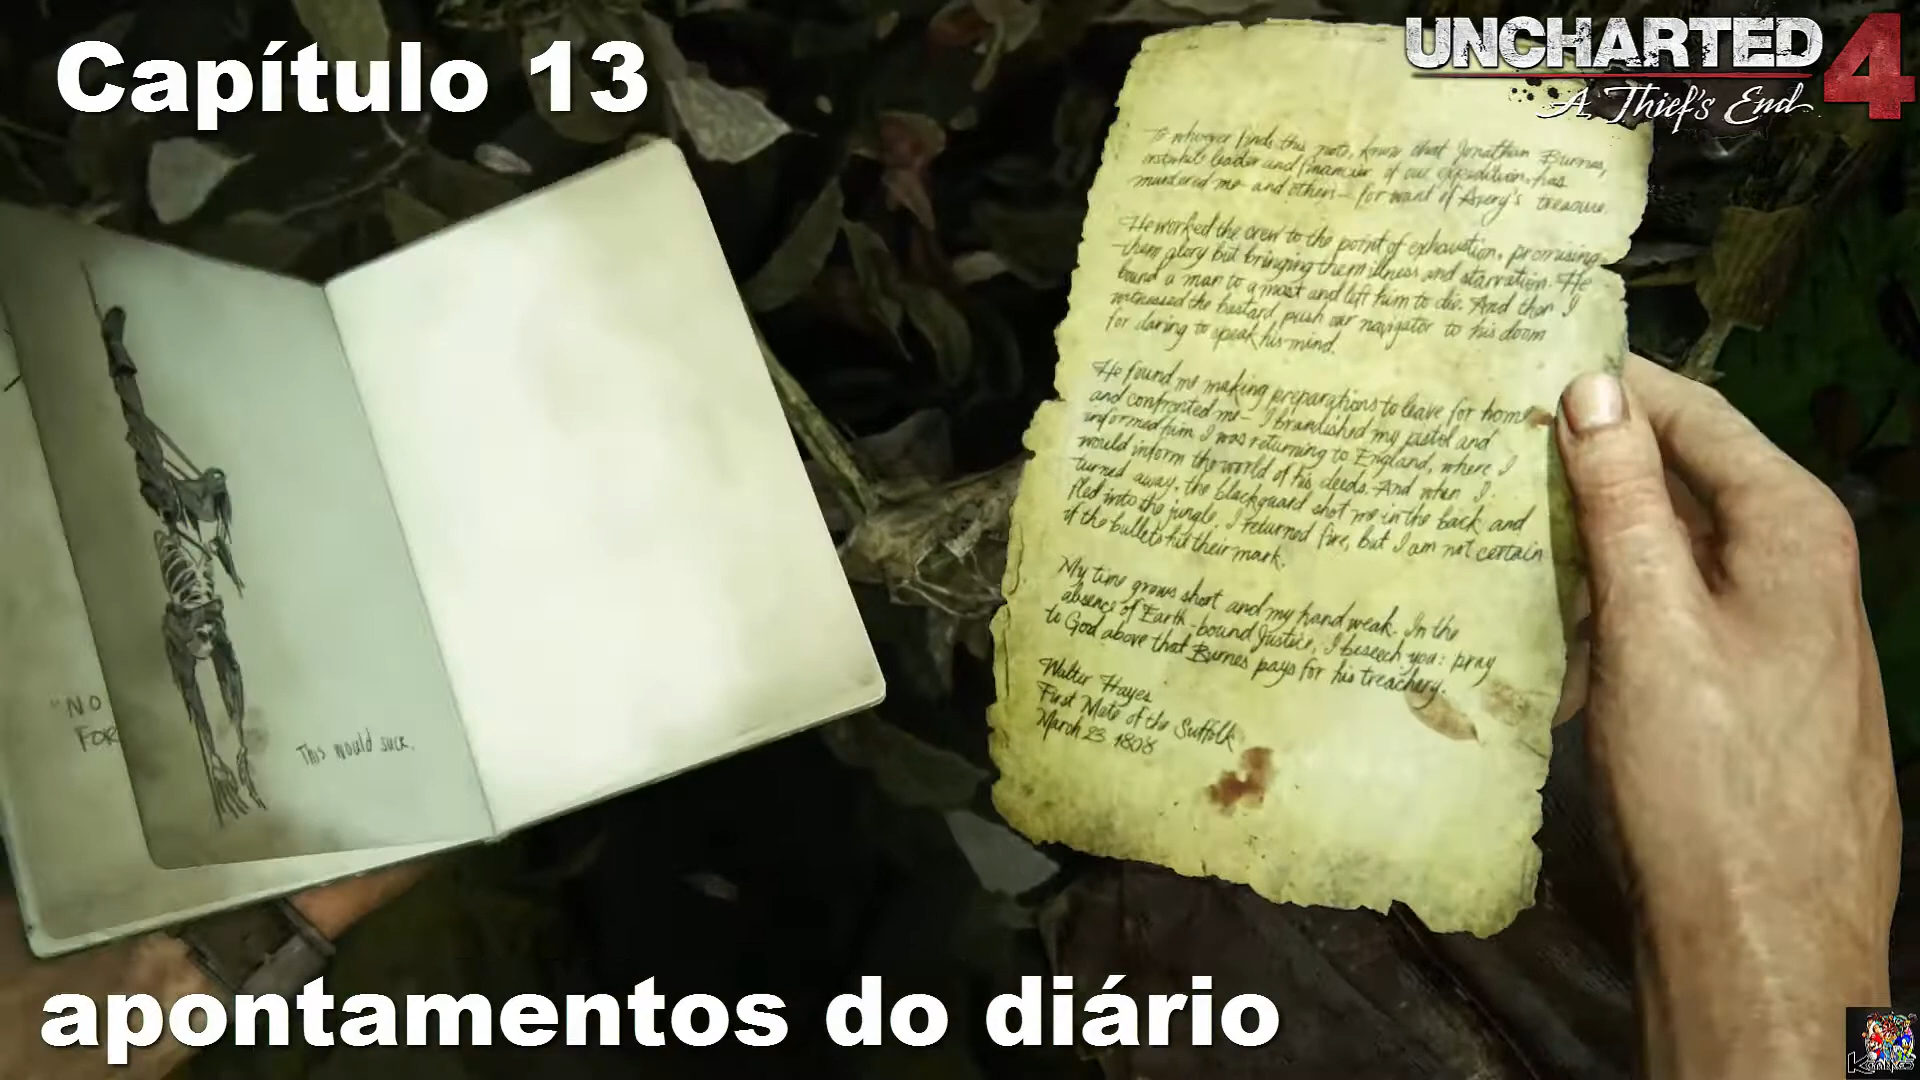 Capítulo 13
UNCHARTED 4
A Thief's End
To whoever finds this note, know that Jonathan Burnes,
erstwhile leader and financier of our expedition, has
murdered me and others— for want of Avery's treasure.
He worked the crew to the point of exhaustion, promising
them glory but bringing them illness and starvation. He
bound a man to a mast and left him to die. And then I
witnessed the bastard push our navigator to his doom
for daring to speak his mind.
He found me making preparations to leave for home
and confronted me— I brandished my pistol and
informed him I was returning to England, where I
would inform the world of his deeds. And when I
turned away, the blackguard shot me in the back and
fled into the jungle. I returned fire, but I am not certain
if the bullets hit their mark.
My time grows short and my hand weak. In the
absence of Earth-bound Justice, I beseech you: pray
to God above that Burnes pays for his treachery.
Walter Hayes
First Mate of the Suffolk
March 23 1808
"NO
FOR
This would suck.
apontamentos do diário